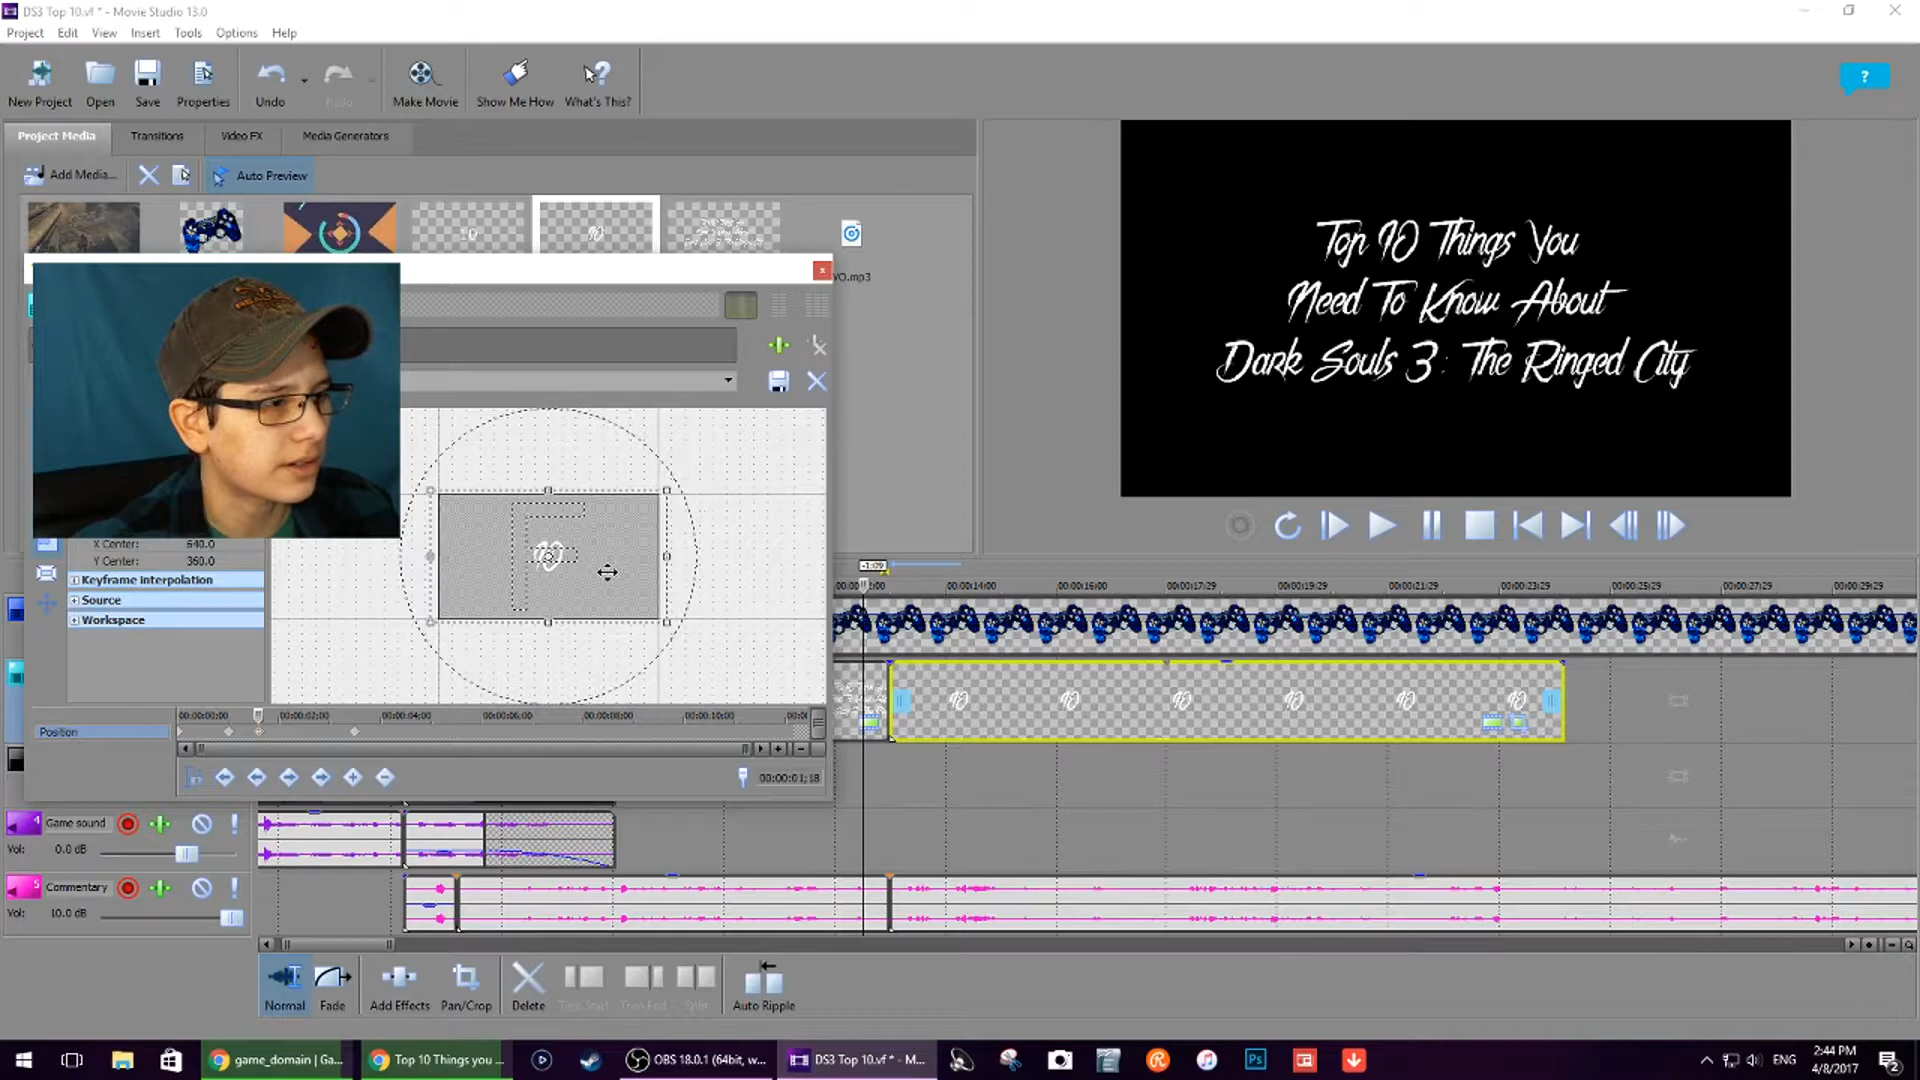 DS3 Top 10.vf * - Movie Studio 13.0
Project Edit View Insert Tools Options Help
New Project Open Save Properties Undo Redo Make Movie Show Me How What's This?
Project Media Transitions Video FX Media Generators
Add Media... Auto Preview
YO.mp3
Top 10 Things You
Need To Know About
Dark Souls 3: The Ringed City
X Center: 640.0
Y Center: 360.0
Keyframe Interpolation
Source
Workspace
00:00:00;00 00:00:02;00 00:00:04;00 00:00:06;00 00:00:08;00 00:00:10;00
Position
00:00:01;18
-1:09
00:00:14;00 00:00:16;00 00:00:17;29 00:00:19;29 00:00:21;29 00:00:23;29 00:00:25;29 00:00:27;29 00:00:29;29
4 Game sound
Vol: 0.0 dB
5 Commentary
Vol: 10.0 dB
Normal Fade Add Effects Pan/Crop Delete Trim Start Trim End Split Auto Ripple
game_domain | Ga... Top 10 Things you ... OBS 18.0.1 (64bit, w... DS3 Top 10.vf * - M... Ps ENG
2:44 PM
4/8/2017
2